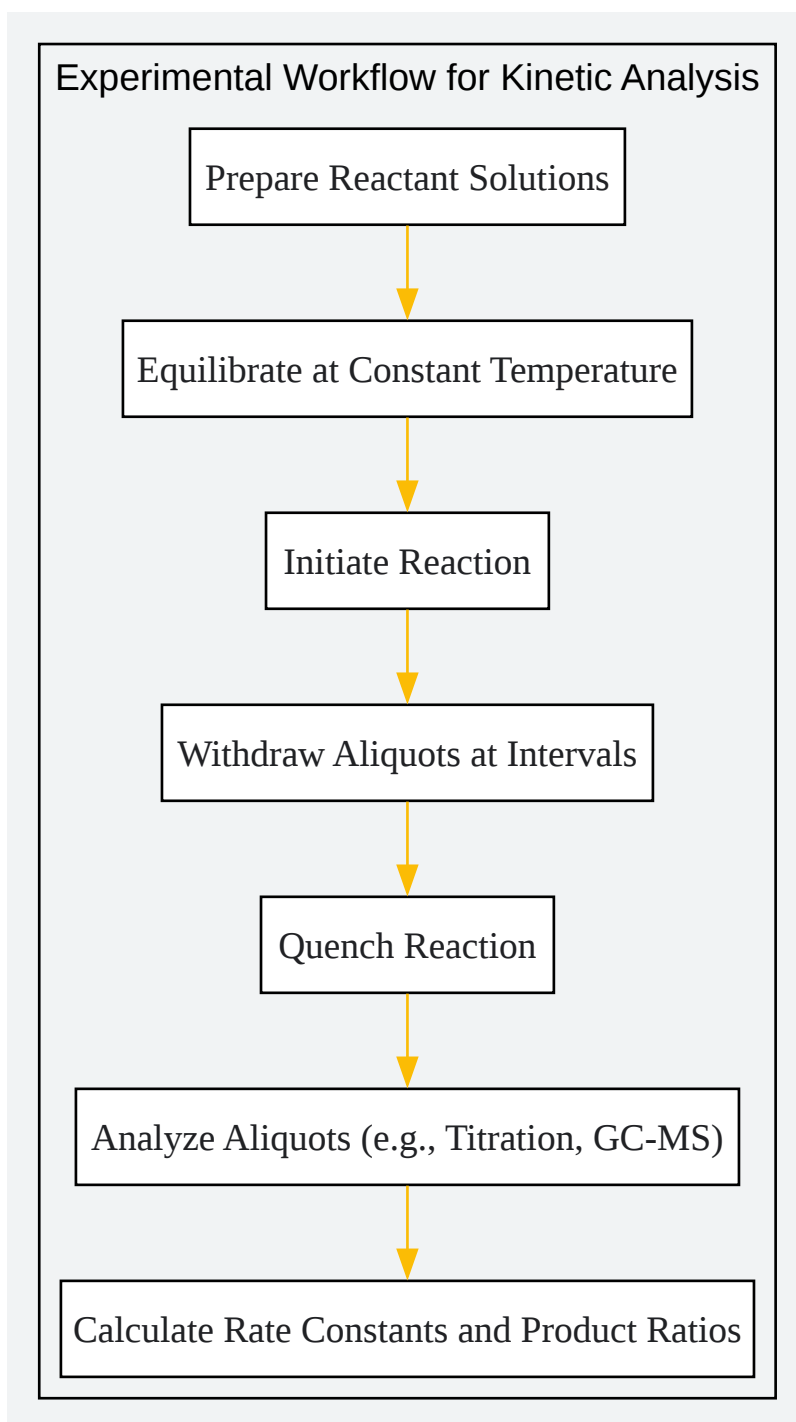 Experimental Workflow for Kinetic Analysis
Prepare Reactant Solutions
Equilibrate at Constant Temperature
Initiate Reaction
Withdraw Aliquots at Intervals
Quench Reaction
Analyze Aliquots (e.g., Titration, GC-MS)
Calculate Rate Constants and Product Ratios